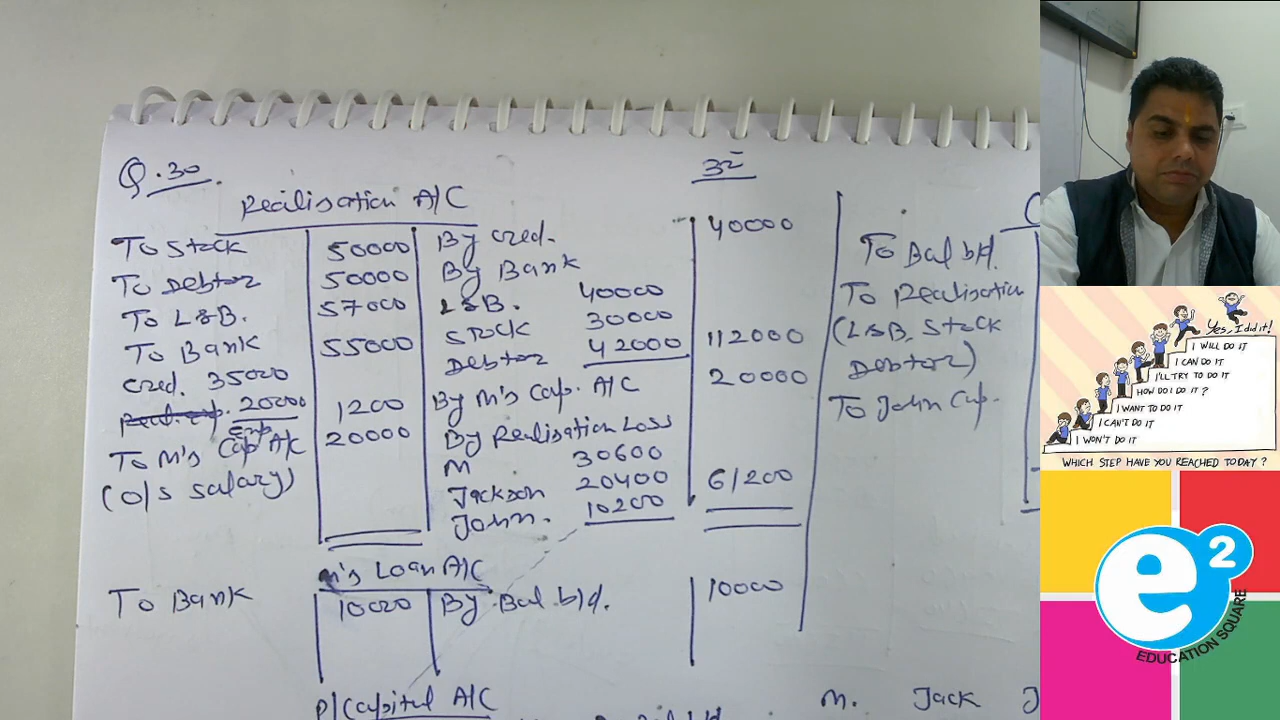 Q.30
32
Realisation A/C
To Stock 50000 By cred. 40000
To Debtor 50000 By Bank
To L&B. 57000 L&B. 40000
To Bank 55000 Stock 30000
cred. 35000 Debtor 42000 112000
20000 1200 By M's Cap. A/C 20000
exp
To M's Cap A/C 20000 By Realisation Loss
(O/s salary) M 30600
Jackson 20400 61200
John. 10200
M's Loan A/C
To Bank 10000 By Bal b/d. 10000
P/Capital A/C
M. Jack J
To Bal b/d.
To Realisation
(L&B, Stock
Debtor)
To John Cap.
Yes, I did it!
I WILL DO IT
I CAN DO IT
I'LL TRY TO DO IT
HOW DO I DO IT?
I WANT TO DO IT
I CAN'T DO IT
I WON'T DO IT
WHICH STEP HAVE YOU REACHED TODAY?
e2
EDUCATION SQUARE